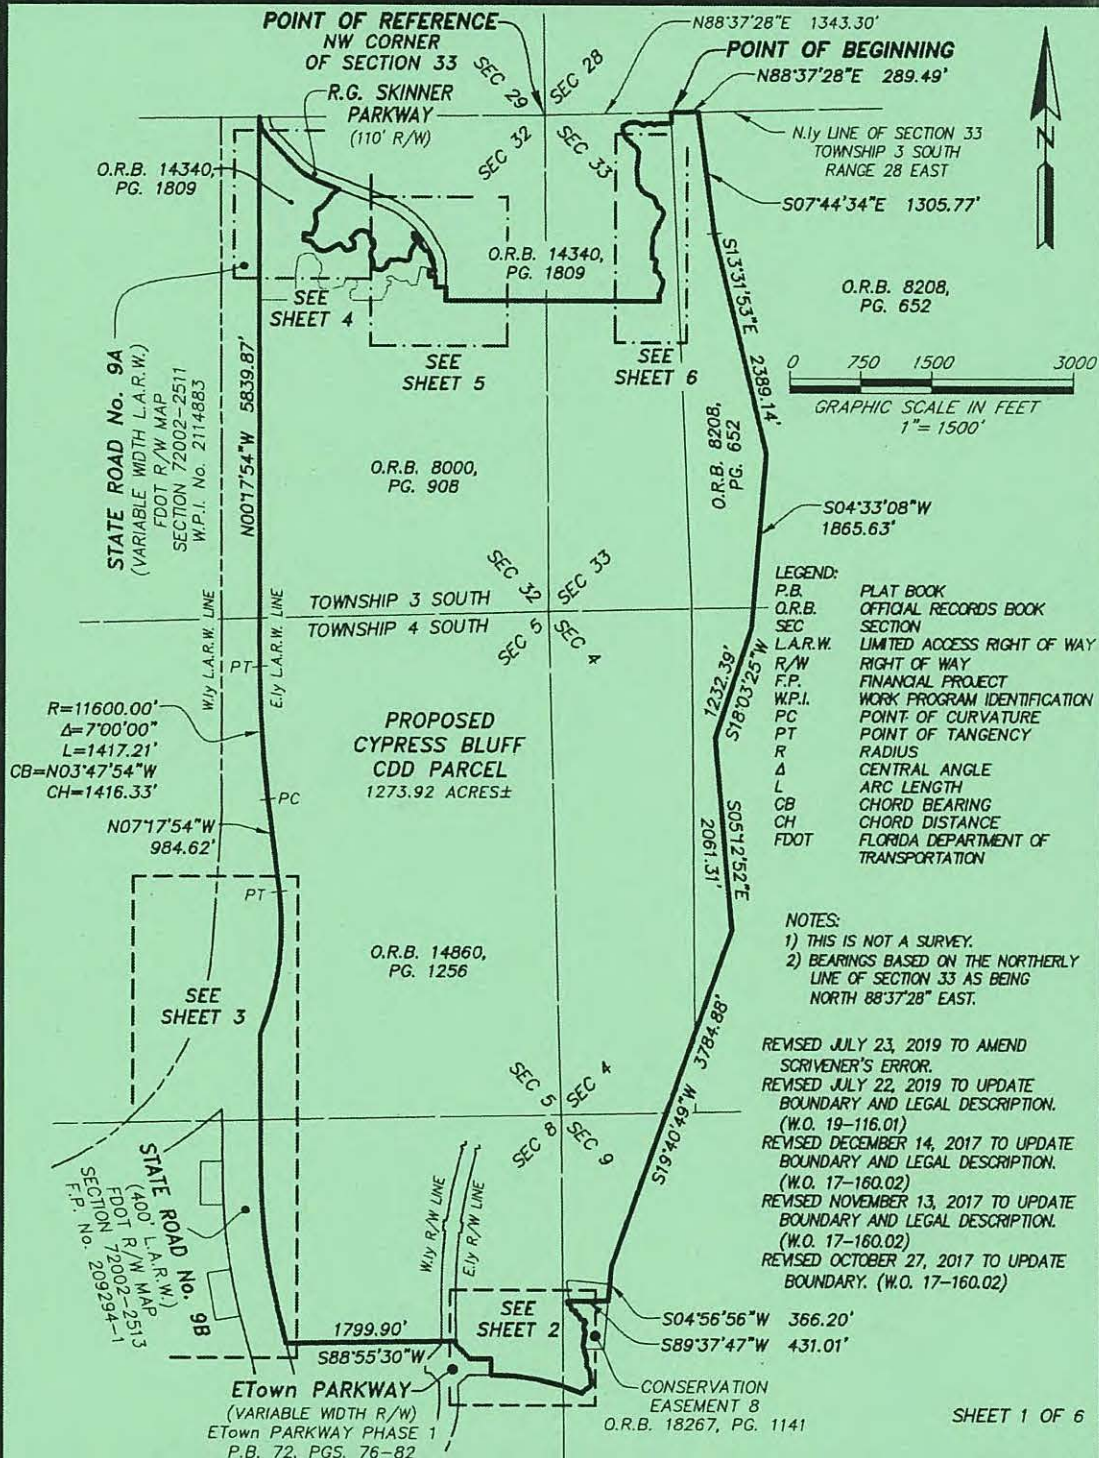 POINT OF REFERENCE
NW CORNER
OF SECTION 33
N88°37'28"E 1343.30'
POINT OF BEGINNING
N88°37'28"E 289.49'
SEC 29
SEC 28
SEC 32
SEC 33
R.G. SKINNER
PARKWAY
(110' R/W)
N.ly LINE OF SECTION 33
TOWNSHIP 3 SOUTH
RANGE 28 EAST
N
O.R.B. 14340,
PG. 1809
S07°44'34"E 1305.77'
O.R.B. 14340,
PG. 1809
S13°31'53"E 2389.14'
O.R.B. 8208,
PG. 652
SEE
SHEET 4
SEE
SHEET 5
SEE
SHEET 6
0 750 1500 3000
GRAPHIC SCALE IN FEET
1"= 1500'
STATE ROAD No. 9A
(VARIABLE WIDTH L.A.R.W.)
FDOT R/W MAP
SECTION 72002-2511
W.P.I. No. 2114883
N00°17'54"W 5839.87'
O.R.B. 8000,
PG. 908
O.R.B. 8208,
PG. 652
S04°33'08"W
1865.63'
SEC 32
SEC 33
TOWNSHIP 3 SOUTH
TOWNSHIP 4 SOUTH
SEC 5
SEC 4
W.ly L.A.R.W. LINE
E.ly L.A.R.W. LINE
PT
LEGEND:
P.B. PLAT BOOK
O.R.B. OFFICIAL RECORDS BOOK
SEC SECTION
L.A.R.W. LIMITED ACCESS RIGHT OF WAY
R/W RIGHT OF WAY
F.P. FINANCIAL PROJECT
W.P.I. WORK PROGRAM IDENTIFICATION
PC POINT OF CURVATURE
PT POINT OF TANGENCY
R RADIUS
Δ CENTRAL ANGLE
L ARC LENGTH
CB CHORD BEARING
CH CHORD DISTANCE
FDOT FLORIDA DEPARTMENT OF
TRANSPORTATION
1232.39'
S18°03'25"W
R=11600.00'
Δ=7°00'00"
L=1417.21'
CB=N03°47'54"W
CH=1416.33'
PROPOSED
CYPRESS BLUFF
CDD PARCEL
1273.92 ACRES±
PC
N07°17'54"W
984.62'
PT
S05°12'52"E
2061.31'
NOTES:
1) THIS IS NOT A SURVEY.
2) BEARINGS BASED ON THE NORTHERLY
LINE OF SECTION 33 AS BEING
NORTH 88°37'28" EAST.
O.R.B. 14860,
PG. 1256
SEE
SHEET 3
S19°40'49"W 3784.88'
REVISED JULY 23, 2019 TO AMEND
SCRIVENER'S ERROR.
REVISED JULY 22, 2019 TO UPDATE
BOUNDARY AND LEGAL DESCRIPTION.
(W.O. 19-116.01)
REVISED DECEMBER 14, 2017 TO UPDATE
BOUNDARY AND LEGAL DESCRIPTION.
(W.O. 17-160.02)
REVISED NOVEMBER 13, 2017 TO UPDATE
BOUNDARY AND LEGAL DESCRIPTION.
(W.O. 17-160.02)
REVISED OCTOBER 27, 2017 TO UPDATE
BOUNDARY. (W.O. 17-160.02)
SEC 5
SEC 4
SEC 8
SEC 9
STATE ROAD No. 9B
(400' L.A.R.W.)
FDOT R/W MAP
SECTION 72002-2513
F.P. No. 209294-1
W.ly R/W LINE
E.ly R/W LINE
SEE
SHEET 2
S04°56'56"W 366.20'
S89°37'47"W 431.01'
1799.90'
S88°55'30"W
ETown PARKWAY
(VARIABLE WIDTH R/W)
ETown PARKWAY PHASE 1
P.B. 72, PGS. 76-82
CONSERVATION
EASEMENT 8
O.R.B. 18267, PG. 1141
SHEET 1 OF 6